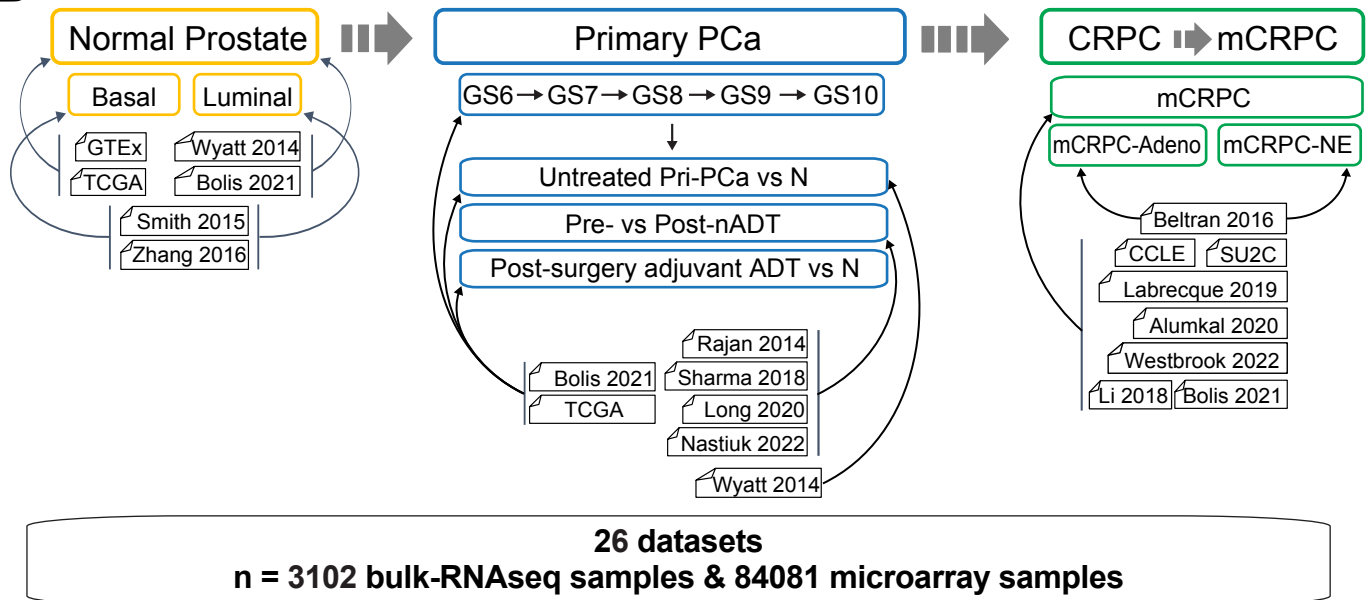 Normal Prostate
Basal
Luminal
GTEx
Wyatt 2014
TCGA
Bolis 2021
Smith 2015
Zhang 2016
Primary PCa
GS6 → GS7 → GS8 → GS9 → GS10
Untreated Pri-PCa vs N
Pre- vs Post-nADT
Post-surgery adjuvant ADT vs N
Rajan 2014
Bolis 2021
Sharma 2018
TCGA
Long 2020
Nastiuk 2022
Wyatt 2014
CRPC mCRPC
mCRPC
mCRPC-Adeno
mCRPC-NE
Beltran 2016
CCLE
SU2C
Labrecque 2019
Alumkal 2020
Westbrook 2022
Li 2018
Bolis 2021
26 datasets
n = 3102 bulk-RNAseq samples & 84081 microarray samples